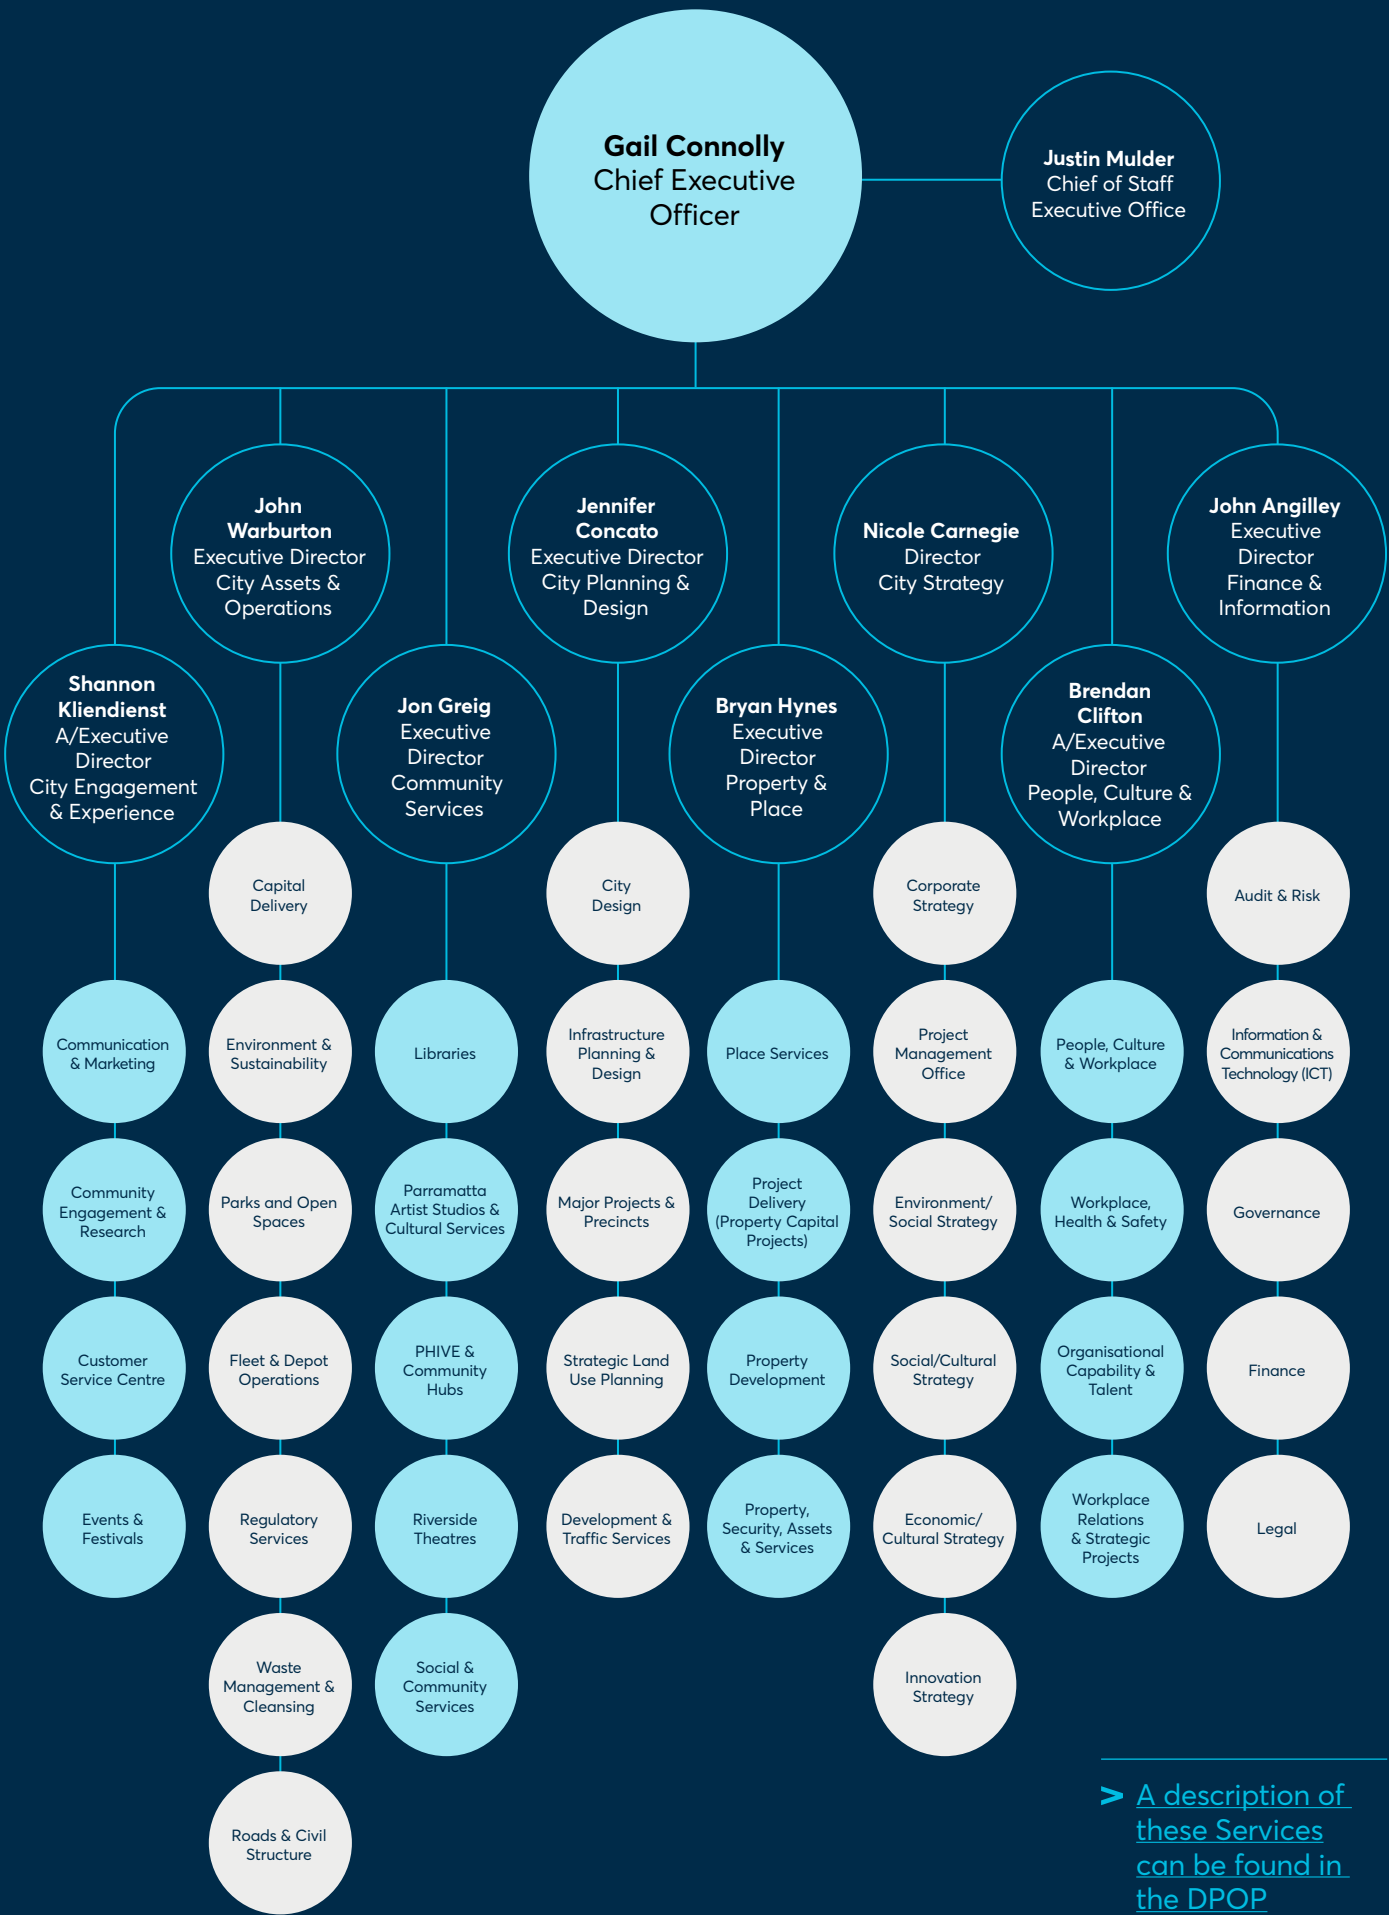 Gail Connolly
Chief Executive
Officer
Justin Mulder
Chief of Staff
Executive Office
Shannon
Kliendienst
A/Executive
Director
City Engagement
& Experience
Communication
& Marketing
Community
Engagement &
Research
Customer
Service Centre
Events &
Festivals
John
Warburton
Executive Director
City Assets &
Operations
Capital
Delivery
Environment &
Sustainability
Parks and Open
Spaces
Fleet & Depot
Operations
Regulatory
Services
Waste
Management &
Cleansing
Roads & Civil
Structure
Jon Greig
Executive
Director
Community
Services
Libraries
Parramatta
Artist Studios &
Cultural Services
PHIVE &
Community
Hubs
Riverside
Theatres
Social &
Community
Services
Jennifer
Concato
Executive Director
City Planning &
Design
City
Design
Infrastructure
Planning &
Design
Major Projects &
Precincts
Strategic Land
Use Planning
Development &
Traffic Services
Bryan Hynes
Executive
Director
Property &
Place
Place Services
Project
Delivery
(Property Capital
Projects)
Property
Development
Property,
Security, Assets
& Services
Nicole Carnegie
Director
City Strategy
Corporate
Strategy
Project
Management
Office
Environment/
Social Strategy
Social/Cultural
Strategy
Economic/
Cultural Strategy
Innovation
Strategy
Brendan
Clifton
A/Executive
Director
People, Culture &
Workplace
People, Culture
& Workplace
Workplace,
Health & Safety
Organisational
Capability &
Talent
Workplace
Relations
& Strategic
Projects
John Angilley
Executive
Director
Finance &
Information
Audit & Risk
Information &
Communications
Technology (ICT)
Governance
Finance
Legal
> A description of
these Services
can be found in
the DPOP